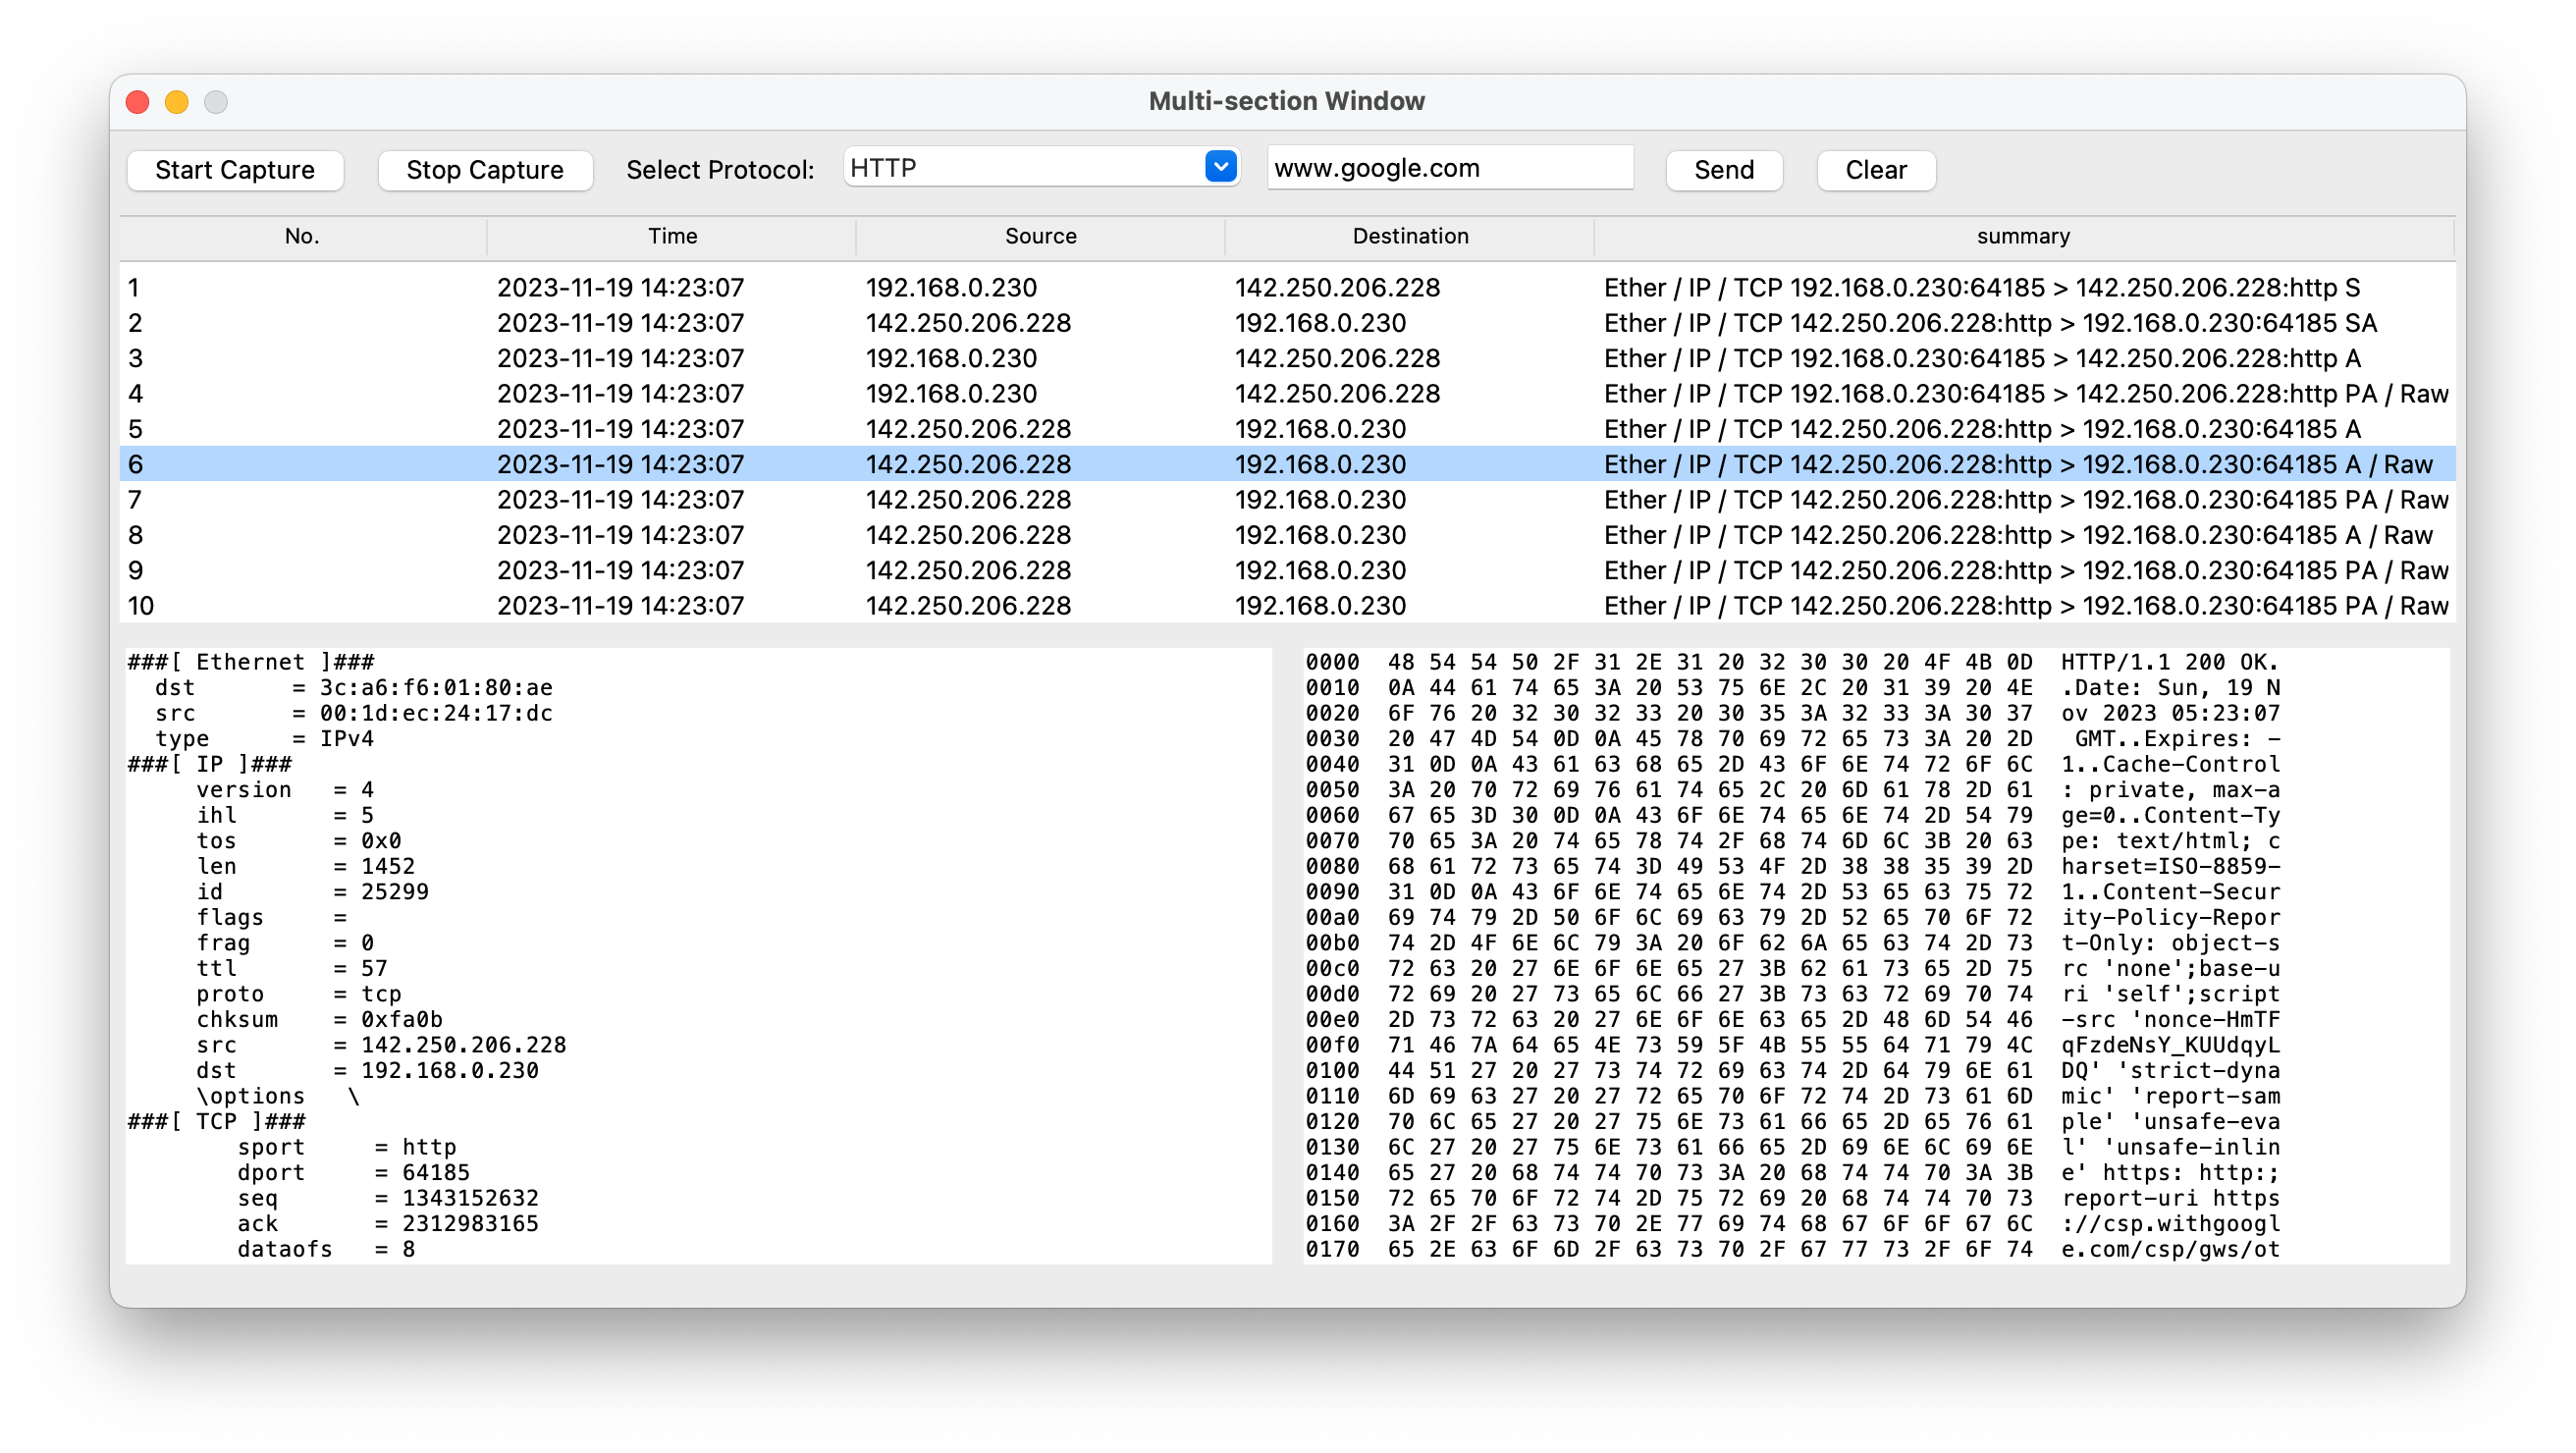 Multi-section Window
Start Capture Stop Capture Select Protocol: HTTP www.google.com Send Clear
No. Time Source Destination summary
1 2023-11-19 14:23:07 192.168.0.230 142.250.206.228 Ether / IP / TCP 192.168.0.230:64185 > 142.250.206.228:http S
2 2023-11-19 14:23:07 142.250.206.228 192.168.0.230 Ether / IP / TCP 142.250.206.228:http > 192.168.0.230:64185 SA
3 2023-11-19 14:23:07 192.168.0.230 142.250.206.228 Ether / IP / TCP 192.168.0.230:64185 > 142.250.206.228:http A
4 2023-11-19 14:23:07 192.168.0.230 142.250.206.228 Ether / IP / TCP 192.168.0.230:64185 > 142.250.206.228:http PA / Raw
5 2023-11-19 14:23:07 142.250.206.228 192.168.0.230 Ether / IP / TCP 142.250.206.228:http > 192.168.0.230:64185 A
6 2023-11-19 14:23:07 142.250.206.228 192.168.0.230 Ether / IP / TCP 142.250.206.228:http > 192.168.0.230:64185 A / Raw
7 2023-11-19 14:23:07 142.250.206.228 192.168.0.230 Ether / IP / TCP 142.250.206.228:http > 192.168.0.230:64185 PA / Raw
8 2023-11-19 14:23:07 142.250.206.228 192.168.0.230 Ether / IP / TCP 142.250.206.228:http > 192.168.0.230:64185 A / Raw
9 2023-11-19 14:23:07 142.250.206.228 192.168.0.230 Ether / IP / TCP 142.250.206.228:http > 192.168.0.230:64185 PA / Raw
10 2023-11-19 14:23:07 142.250.206.228 192.168.0.230 Ether / IP / TCP 142.250.206.228:http > 192.168.0.230:64185 PA / Raw
###[ Ethernet ]###
dst = 3c:a6:f6:01:80:ae
src = 00:1d:ec:24:17:dc
type = IPv4
###[ IP ]###
version = 4
ihl = 5
tos = 0x0
len = 1452
id = 25299
flags =
frag = 0
ttl = 57
proto = tcp
chksum = 0xfa0b
src = 142.250.206.228
dst = 192.168.0.230
\options \
###[ TCP ]###
sport = http
dport = 64185
seq = 1343152632
ack = 2312983165
dataofs = 8
0000 48 54 54 50 2F 31 2E 31 20 32 30 30 20 4F 4B 0D HTTP/1.1 200 OK.
0010 0A 44 61 74 65 3A 20 53 75 6E 2C 20 31 39 20 4E .Date: Sun, 19 N
0020 6F 76 20 32 30 32 33 20 30 35 3A 32 33 3A 30 37 ov 2023 05:23:07
0030 20 47 4D 54 0D 0A 45 78 70 69 72 65 73 3A 20 2D GMT..Expires: -
0040 31 0D 0A 43 61 63 68 65 2D 43 6F 6E 74 72 6F 6C 1..Cache-Control
0050 3A 20 70 72 69 76 61 74 65 2C 20 6D 61 78 2D 61 : private, max-a
0060 67 65 3D 30 0D 0A 43 6F 6E 74 65 6E 74 2D 54 79 ge=0..Content-Ty
0070 70 65 3A 20 74 65 78 74 2F 68 74 6D 6C 3B 20 63 pe: text/html; c
0080 68 61 72 73 65 74 3D 49 53 4F 2D 38 38 35 39 2D harset=ISO-8859-
0090 31 0D 0A 43 6F 6E 74 65 6E 74 2D 53 65 63 75 72 1..Content-Secur
00a0 69 74 79 2D 50 6F 6C 69 63 79 2D 52 65 70 6F 72 ity-Policy-Repor
00b0 74 2D 4F 6E 6C 79 3A 20 6F 62 6A 65 63 74 2D 73 t-Only: object-s
00c0 72 63 20 27 6E 6F 6E 65 27 3B 62 61 73 65 2D 75 rc 'none';base-u
00d0 72 69 20 27 73 65 6C 66 27 3B 73 63 72 69 70 74 ri 'self';script
00e0 2D 73 72 63 20 27 6E 6F 6E 63 65 2D 48 6D 54 46 -src 'nonce-HmTF
00f0 71 46 7A 64 65 4E 73 59 5F 4B 55 55 64 71 79 4C qFzdeNsY_KUUdqyL
0100 44 51 27 20 27 73 74 72 69 63 74 2D 64 79 6E 61 DQ' 'strict-dyna
0110 6D 69 63 27 20 27 72 65 70 6F 72 74 2D 73 61 6D mic' 'report-sam
0120 70 6C 65 27 20 27 75 6E 73 61 66 65 2D 65 76 61 ple' 'unsafe-eva
0130 6C 27 20 27 75 6E 73 61 66 65 2D 69 6E 6C 69 6E l' 'unsafe-inlin
0140 65 27 20 68 74 74 70 73 3A 20 68 74 74 70 3A 3B e' https: http:;
0150 72 65 70 6F 72 74 2D 75 72 69 20 68 74 74 70 73 report-uri https
0160 3A 2F 2F 63 73 70 2E 77 69 74 68 67 6F 6F 67 6C ://csp.withgoogl
0170 65 2E 63 6F 6D 2F 63 73 70 2F 67 77 73 2F 6F 74 e.com/csp/gws/ot